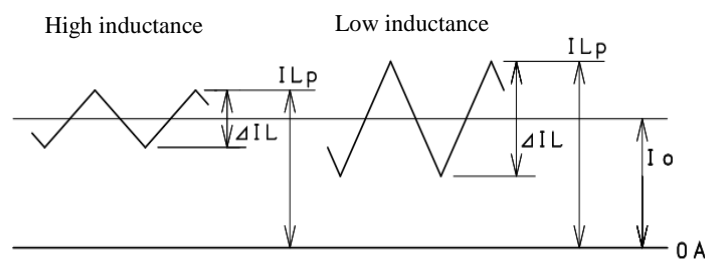 High inductance
Low inductance
ILp
ILp
⊿IL
⊿IL
Io
0A